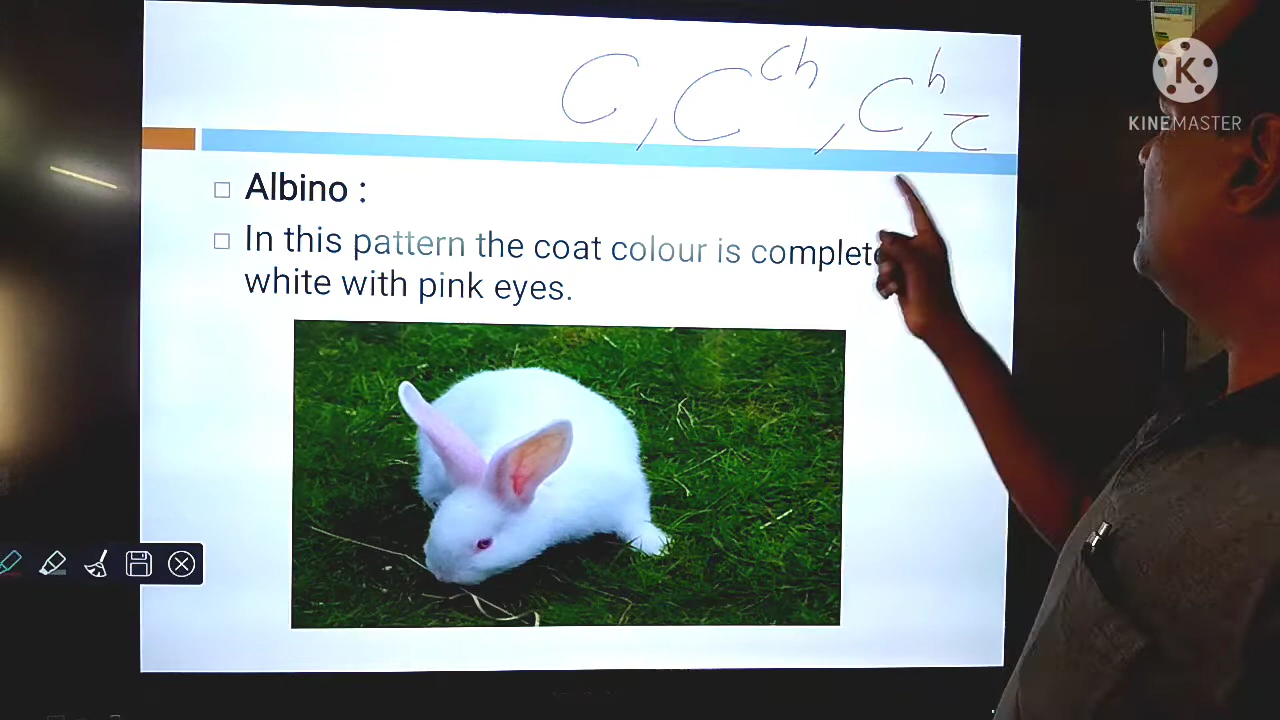 C, C^ch, C^h, c
KINEMASTER
Albino :
In this pattern the coat colour is complete
white with pink eyes.